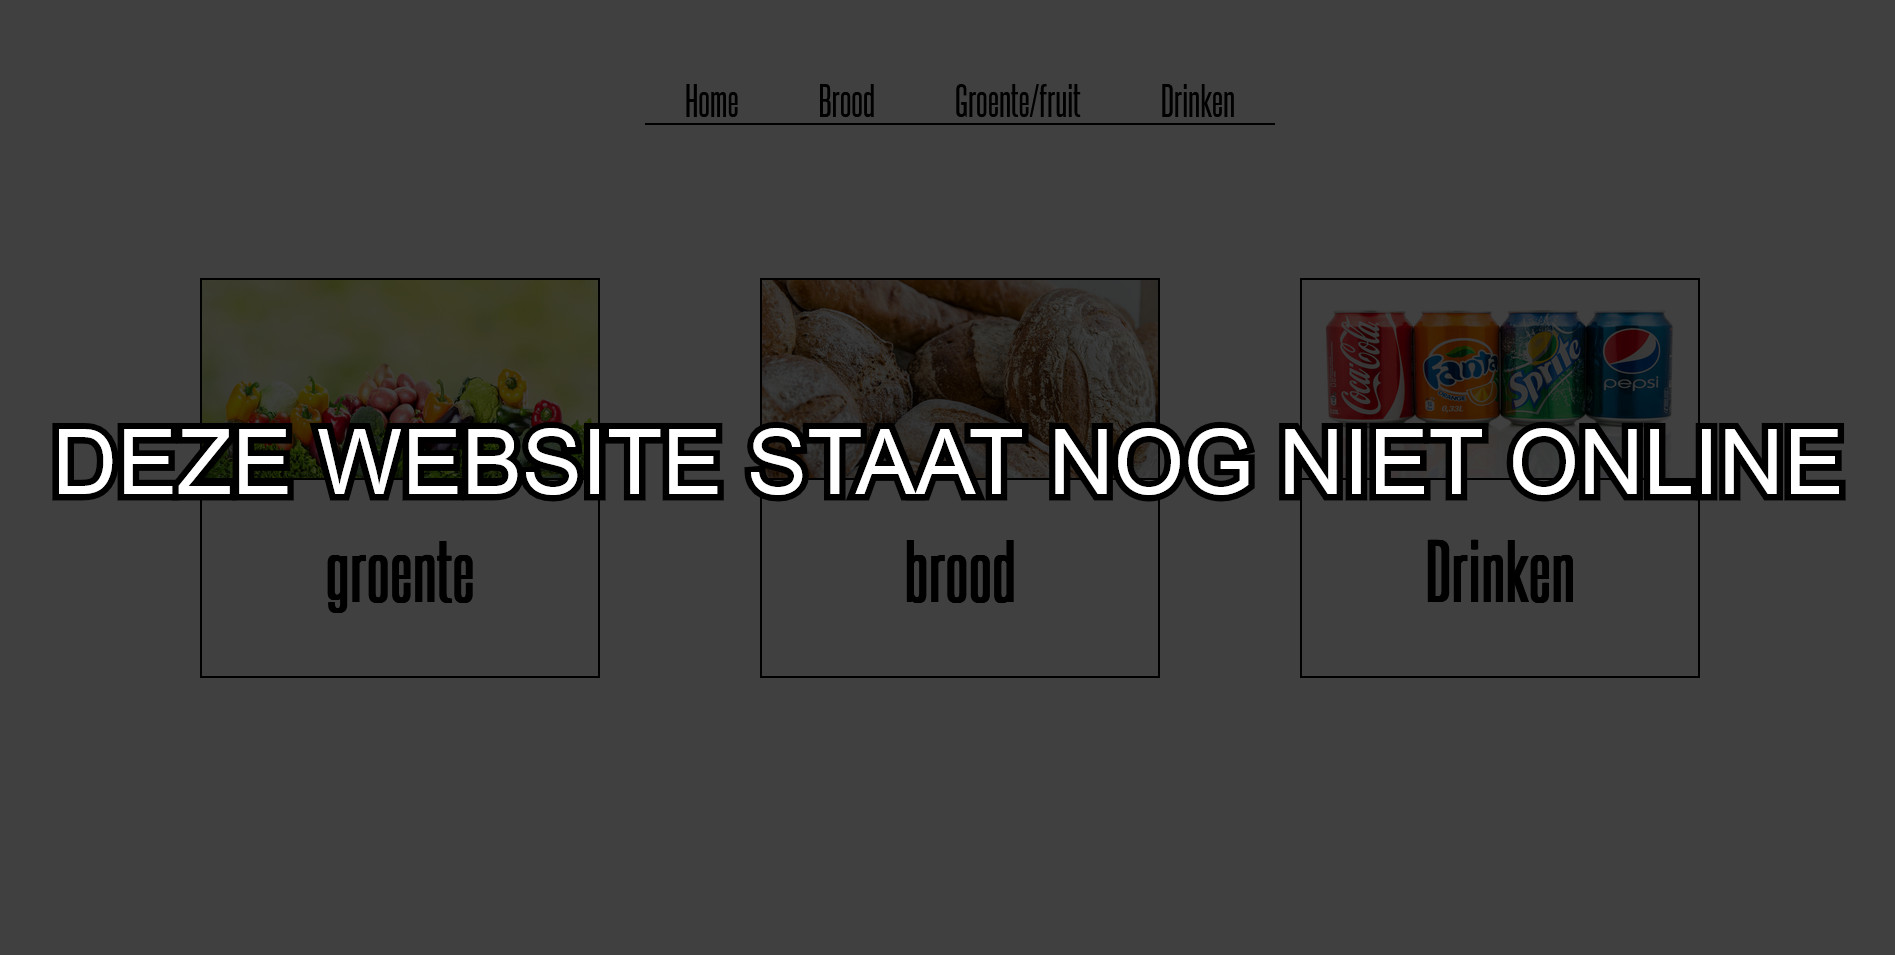 Home Brood Groente/fruit Drinken
Coca-Cola Fanta Sprite pepsi
DEZE WEBSITE STAAT NOG NIET ONLINE
groente brood Drinken